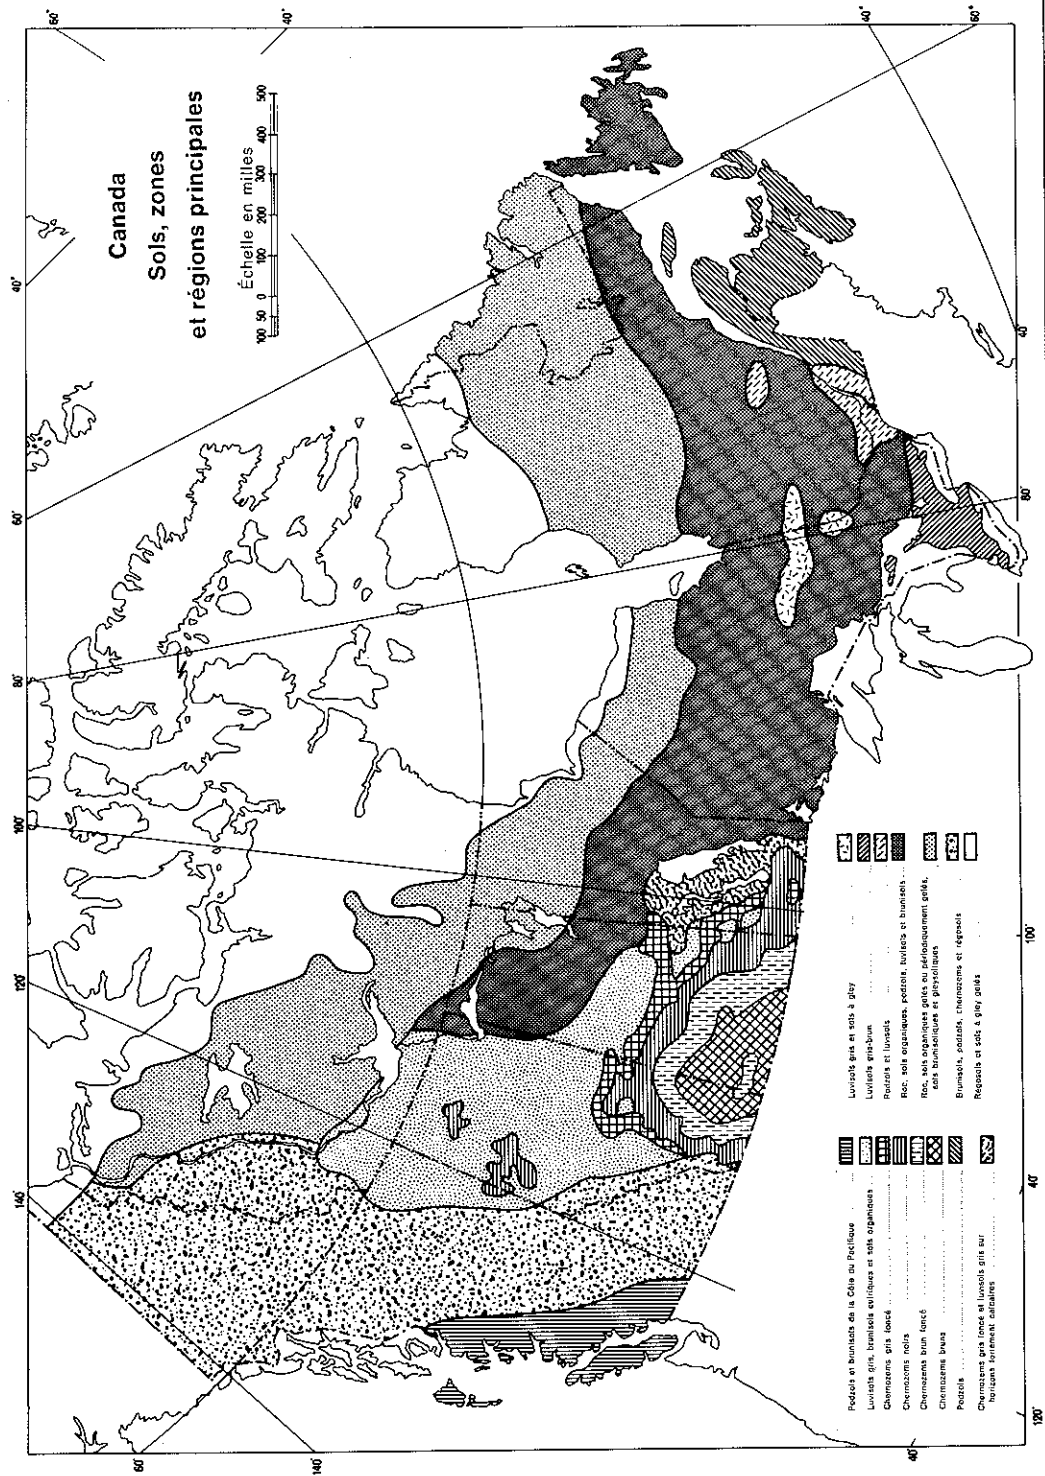 Canada
Sols, zones
et régions principales
Échelle en milles
100 50 0 100 200 300 400 500
Podzols et brunisols de la Côte du Pacifique
Luvisols gris, brunisols eutriques et sols organiques
Chernozems gris foncé
Chernozems noirs
Chernozems brun foncé
Chernozems bruns
Podzols
Chernozems gris foncé et luvisols gris sur
horizons fortement calcaires
Luvisols gris et sols à gley
Luvisols gris-brun
Podzols et luvisols
Roc, sols organiques, podzols, luvisols et brunisols
Roc, sols organiques gelés ou périodiquement gelés,
sols brunisoliques et gleysoliques
Brunisols, podzols, chernozems et régosols
Régosols et sols à gley gelés
60°
40°
40°
60°
80°
100°
120°
140°
60°
140°
40°
60°
40°
80°
100°
40°
120°
40°